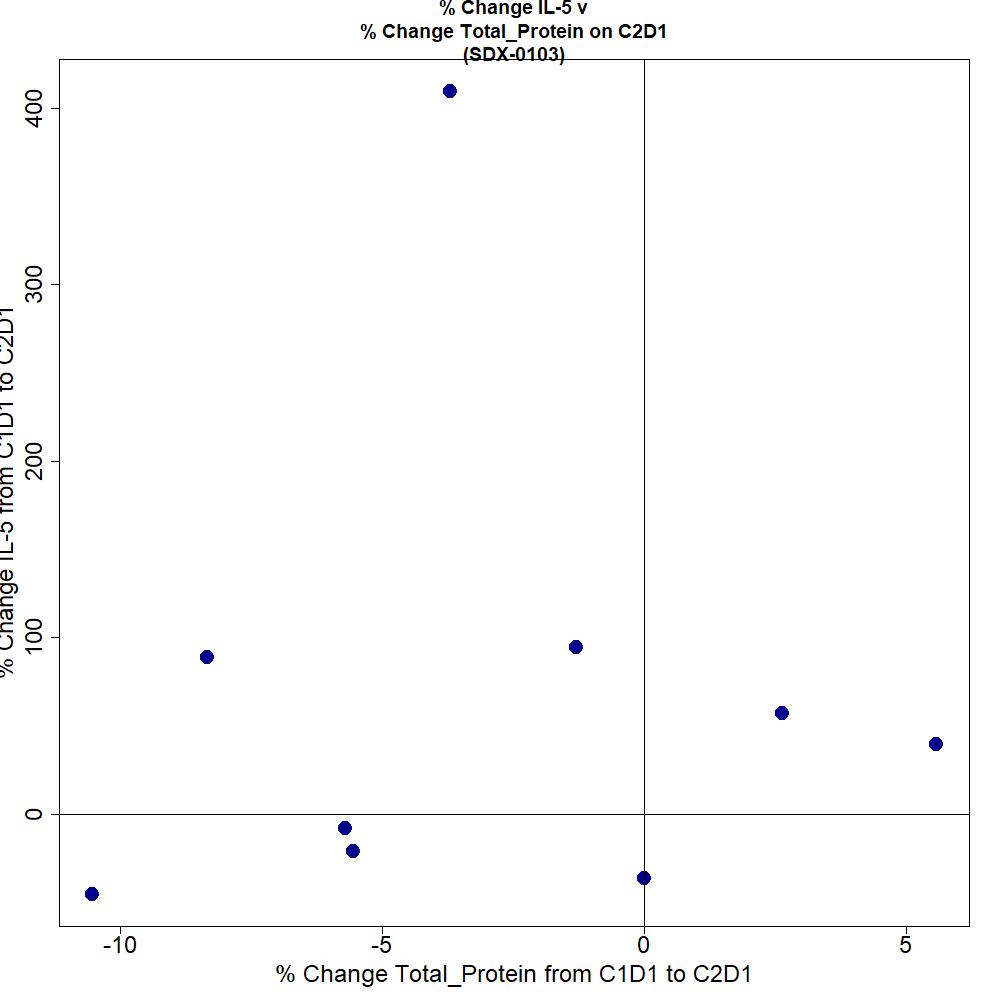 % Change IL-5 v
% Change Total_Protein on C2D1
(SDX-0103)
% Change IL-5 from C1D1 to C2D1
400
300
200
100
0
-10
-5
0
5
% Change Total_Protein from C1D1 to C2D1